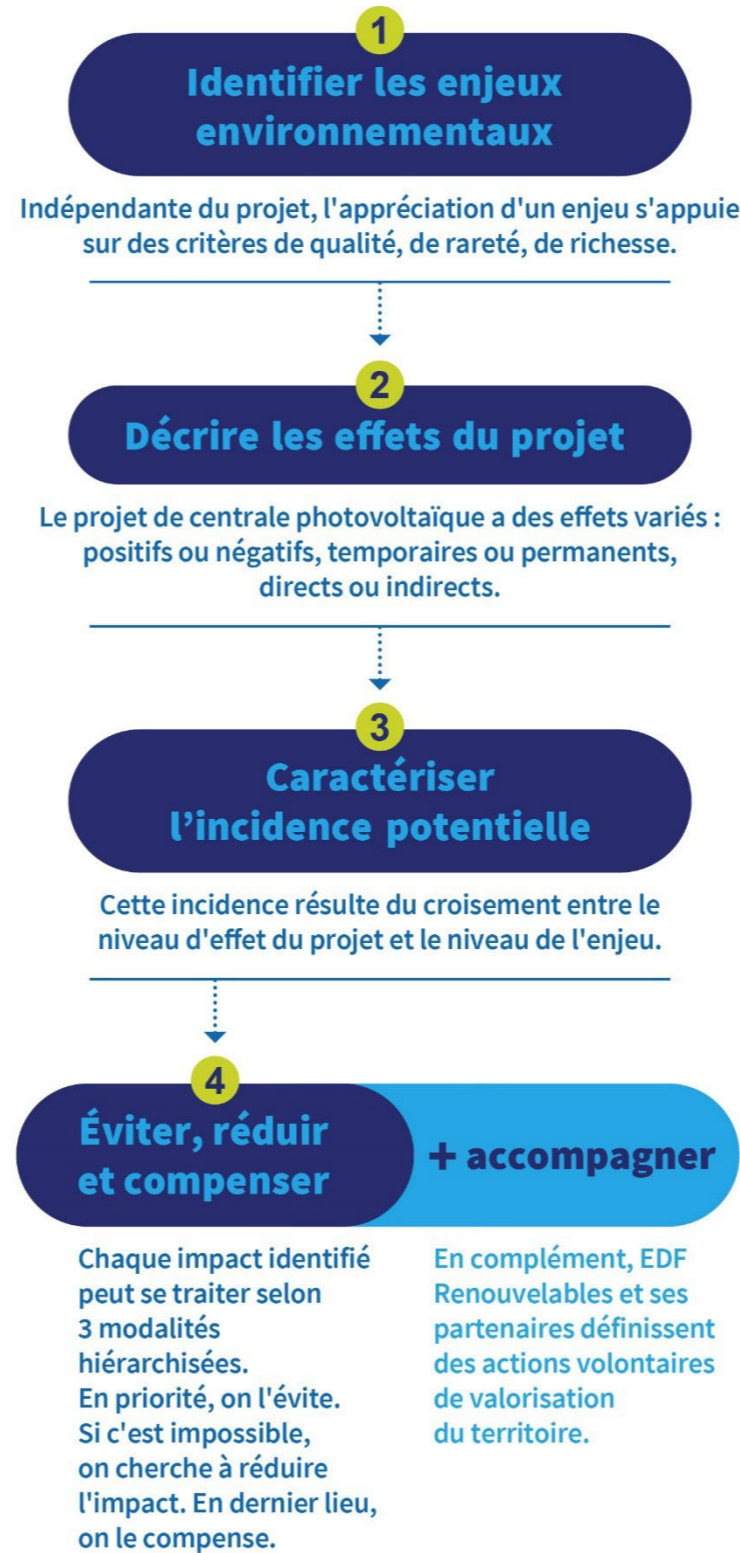 1
Identifier les enjeux
environnementaux
Indépendante du projet, l'appréciation d'un enjeu s'appuie
sur des critères de qualité, de rareté, de richesse.
2
Décrire les effets du projet
Le projet de centrale photovoltaïque a des effets variés :
positifs ou négatifs, temporaires ou permanents,
directs ou indirects.
3
Caractériser
l’incidence potentielle
Cette incidence résulte du croisement entre le
niveau d'effet du projet et le niveau de l'enjeu.
4
Éviter, réduir
et compenser
+ accompagner
Chaque impact identifié
peut se traiter selon
3 modalités
hiérarchisées.
En priorité, on l'évite.
Si c'est impossible,
on cherche à réduire
l'impact. En dernier lieu,
on le compense.
En complément, EDF
Renouvelables et ses
partenaires définissent
des actions volontaires
de valorisation
du territoire.